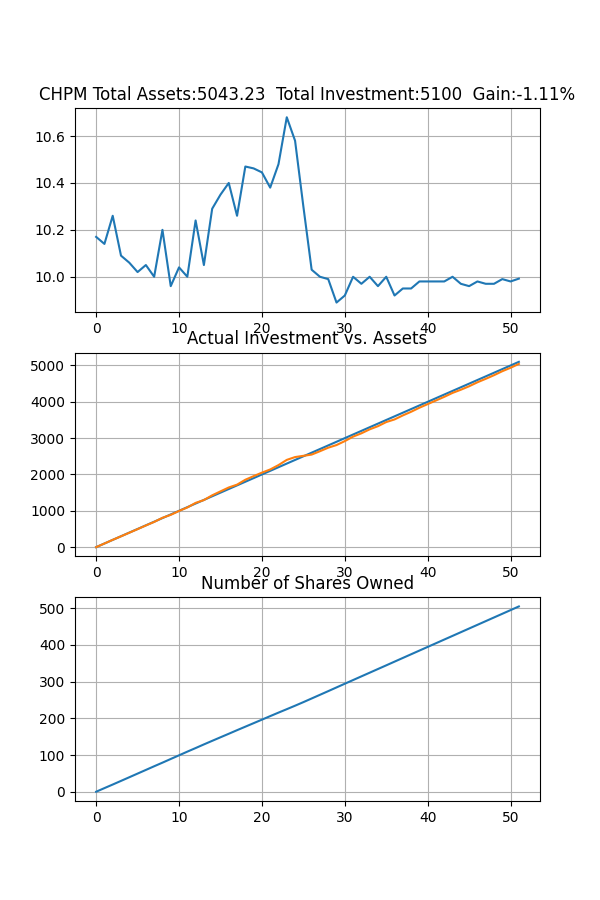 CHPM Total Assets:5043.23  Total Investment:5100  Gain:-1.11%
10.6
10.4
10.2
10.0
0 10 20 30 40 50
Actual Investment vs. Assets
5000
4000
3000
2000
1000
0
0 10 20 30 40 50
Number of Shares Owned
500
400
300
200
100
0
0 10 20 30 40 50